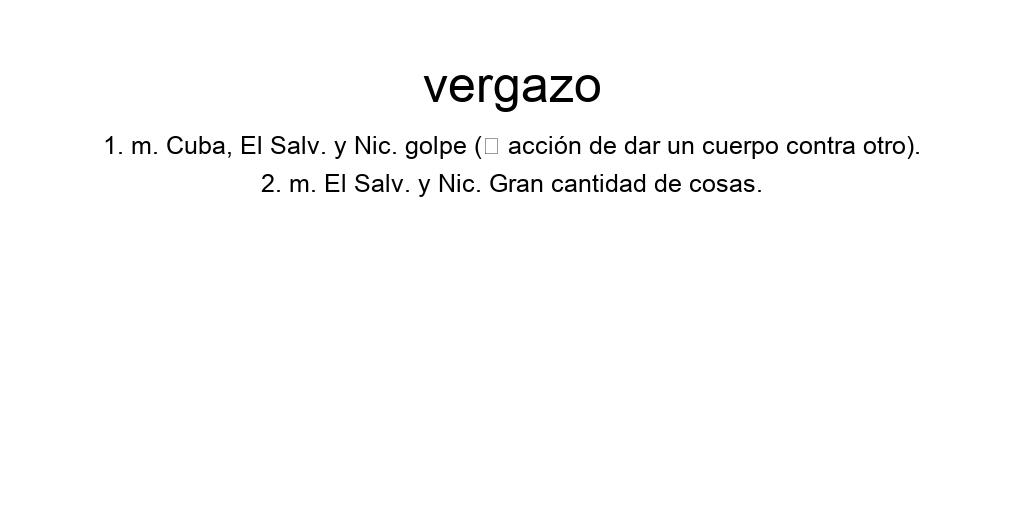 vergazo
1. m. Cuba, El Salv. y Nic. golpe (▯ acción de dar un cuerpo contra otro).
2. m. El Salv. y Nic. Gran cantidad de cosas.